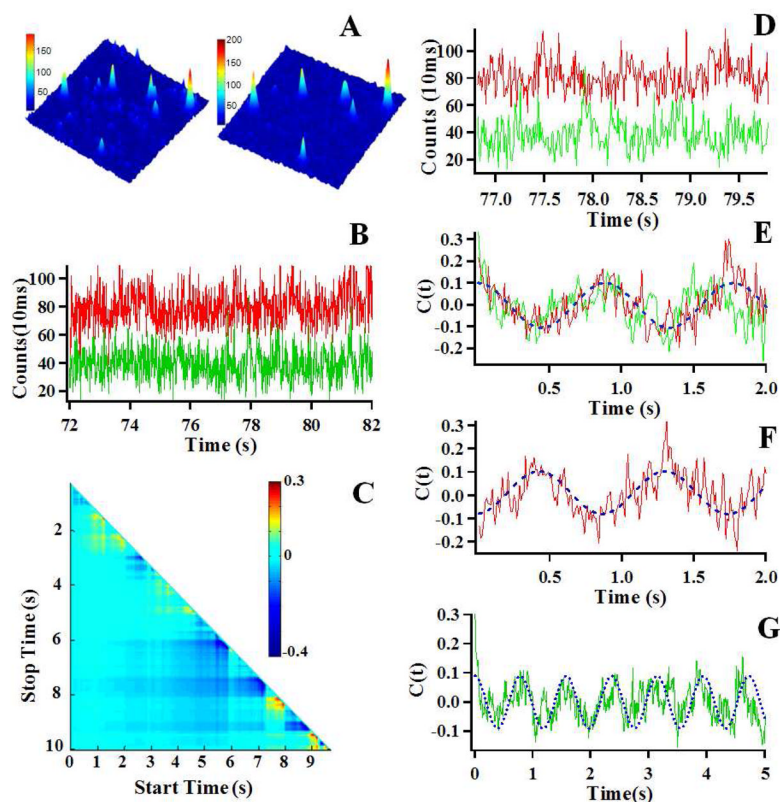 A
150
100
50
200
150
100
50
B
Counts(10ms)
100
80
60
40
20
72 74 76 78 80 82
Time (s)
C
0.3
0
-0.4
Stop Time (s)
2
4
6
8
10
0 1 2 3 4 5 6 7 8 9
Start Time (s)
D
Counts (10ms)
100
80
60
40
20
77.0 77.5 78.0 78.5 79.0 79.5
Time (s)
E
C(t)
0.3
0.2
0.1
0.0
-0.1
-0.2
0.5 1.0 1.5 2.0
Time (s)
F
C(t)
0.3
0.2
0.1
0.0
-0.1
-0.2
0.5 1.0 1.5 2.0
Time (s)
G
C(t)
0.3
0.2
0.1
0.0
-0.1
0 1 2 3 4 5
Time(s)